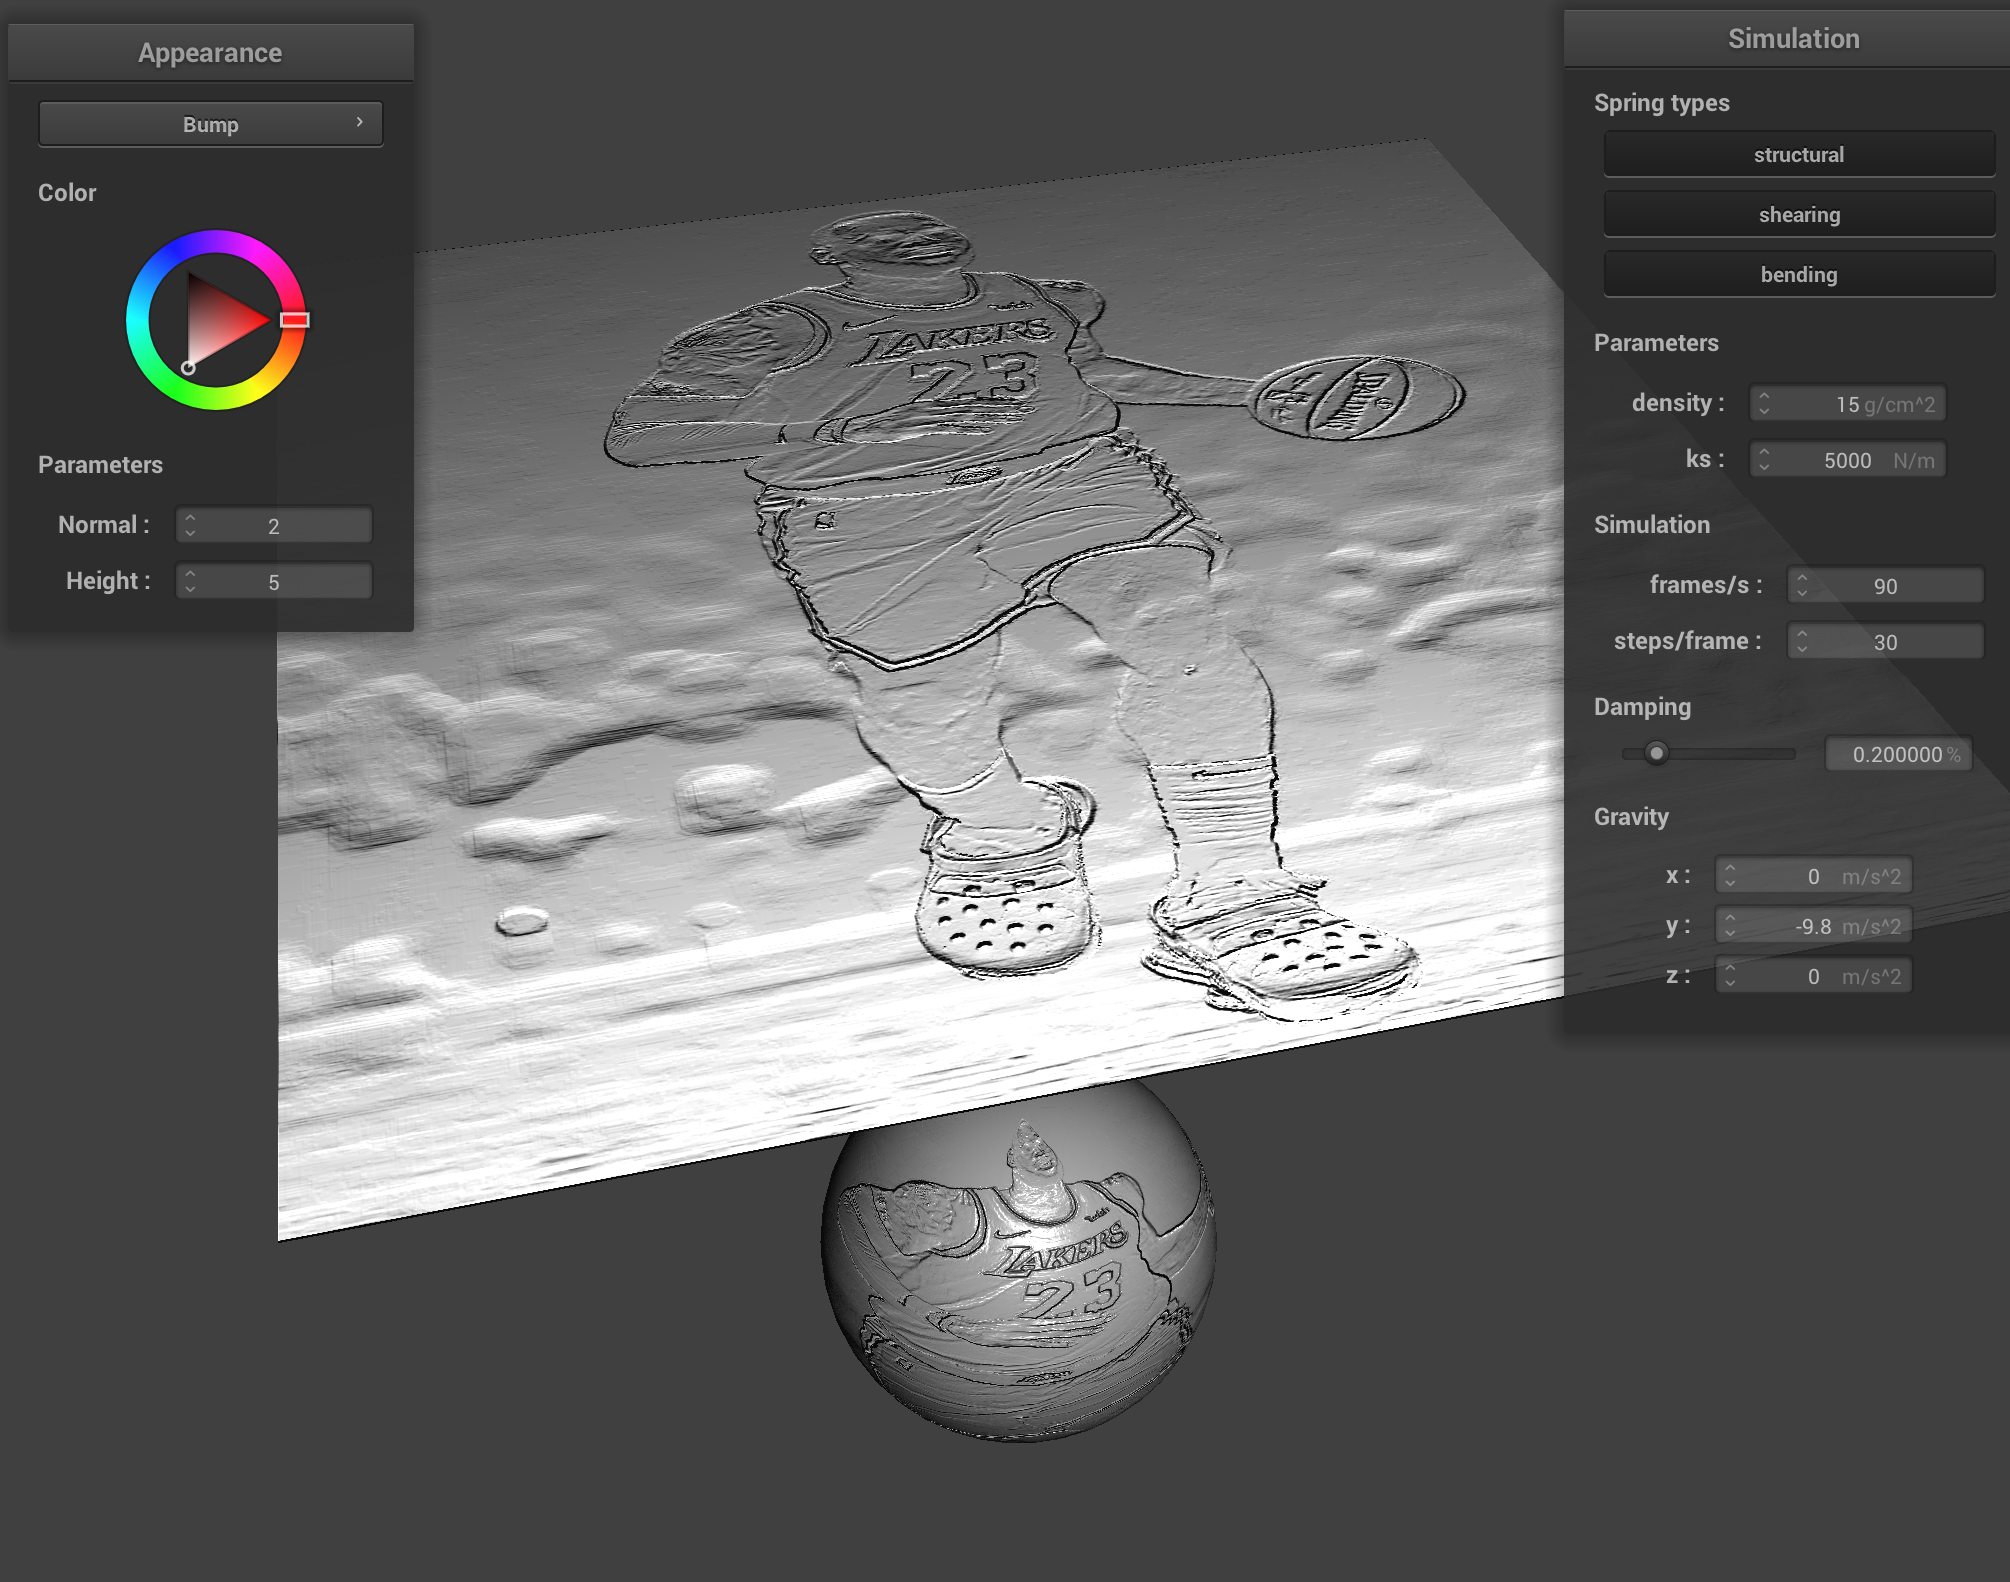 Appearance
Bump
Color
Parameters
Normal :
2
Height :
5
Simulation
Spring types
structural
shearing
bending
Parameters
density :
15 g/cm^2
ks :
5000 N/m
Simulation
frames/s :
90
steps/frame :
30
Damping
0.200000 %
Gravity
x :
0 m/s^2
y :
-9.8 m/s^2
z :
0 m/s^2
LAKERS
23
LAKERS
23